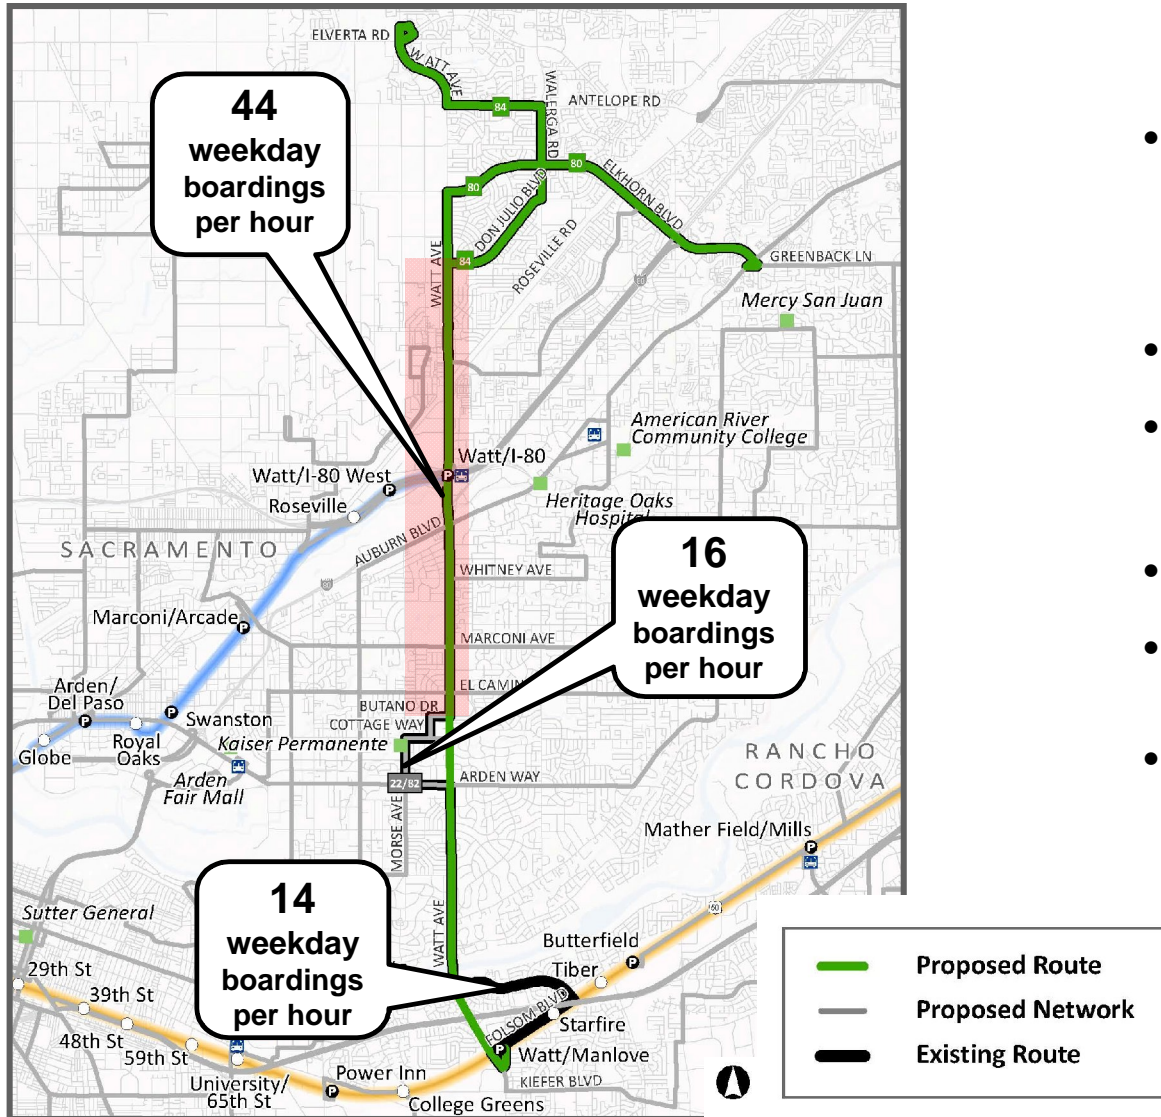 ELVERTA RD
WATT AVE
84
WALERGA RD
ANTELOPE RD
44
weekday
boardings
per hour
80
80
ELKHORN BLVD
DON JULIO BLVD
ROSEVILLE RD
84
GREENBACK LN
WATT AVE
80
Mercy San Juan
American River
Community College
Watt/I-80
Watt/I-80 West
Roseville
Heritage Oaks
Hospital
AUBURN BLVD
SACRAMENTO
16
weekday
boardings
per hour
WHITNEY AVE
80
Marconi/Arcade
MARCONI AVE
Arden/
Del Paso
EL CAMIN
BUTANO DR
COTTAGE WAY
Swanston
Kaiser Permanente
Globe
Royal
Oaks
RANCHO
CORDOVA
Arden
Fair Mall
22/82
ARDEN WAY
MORSE AVE
Mather Field/Mills
14
weekday
boardings
per hour
WATT AVE
50
Sutter General
Butterfield
Tiber
29th St
39th St
48th St
59th St
FOLSOM BLVD
Starfire
Watt/Manlove
University/
65th St
Power Inn
KIEFER BLVD
College Greens
Proposed Route
Proposed Network
Existing Route